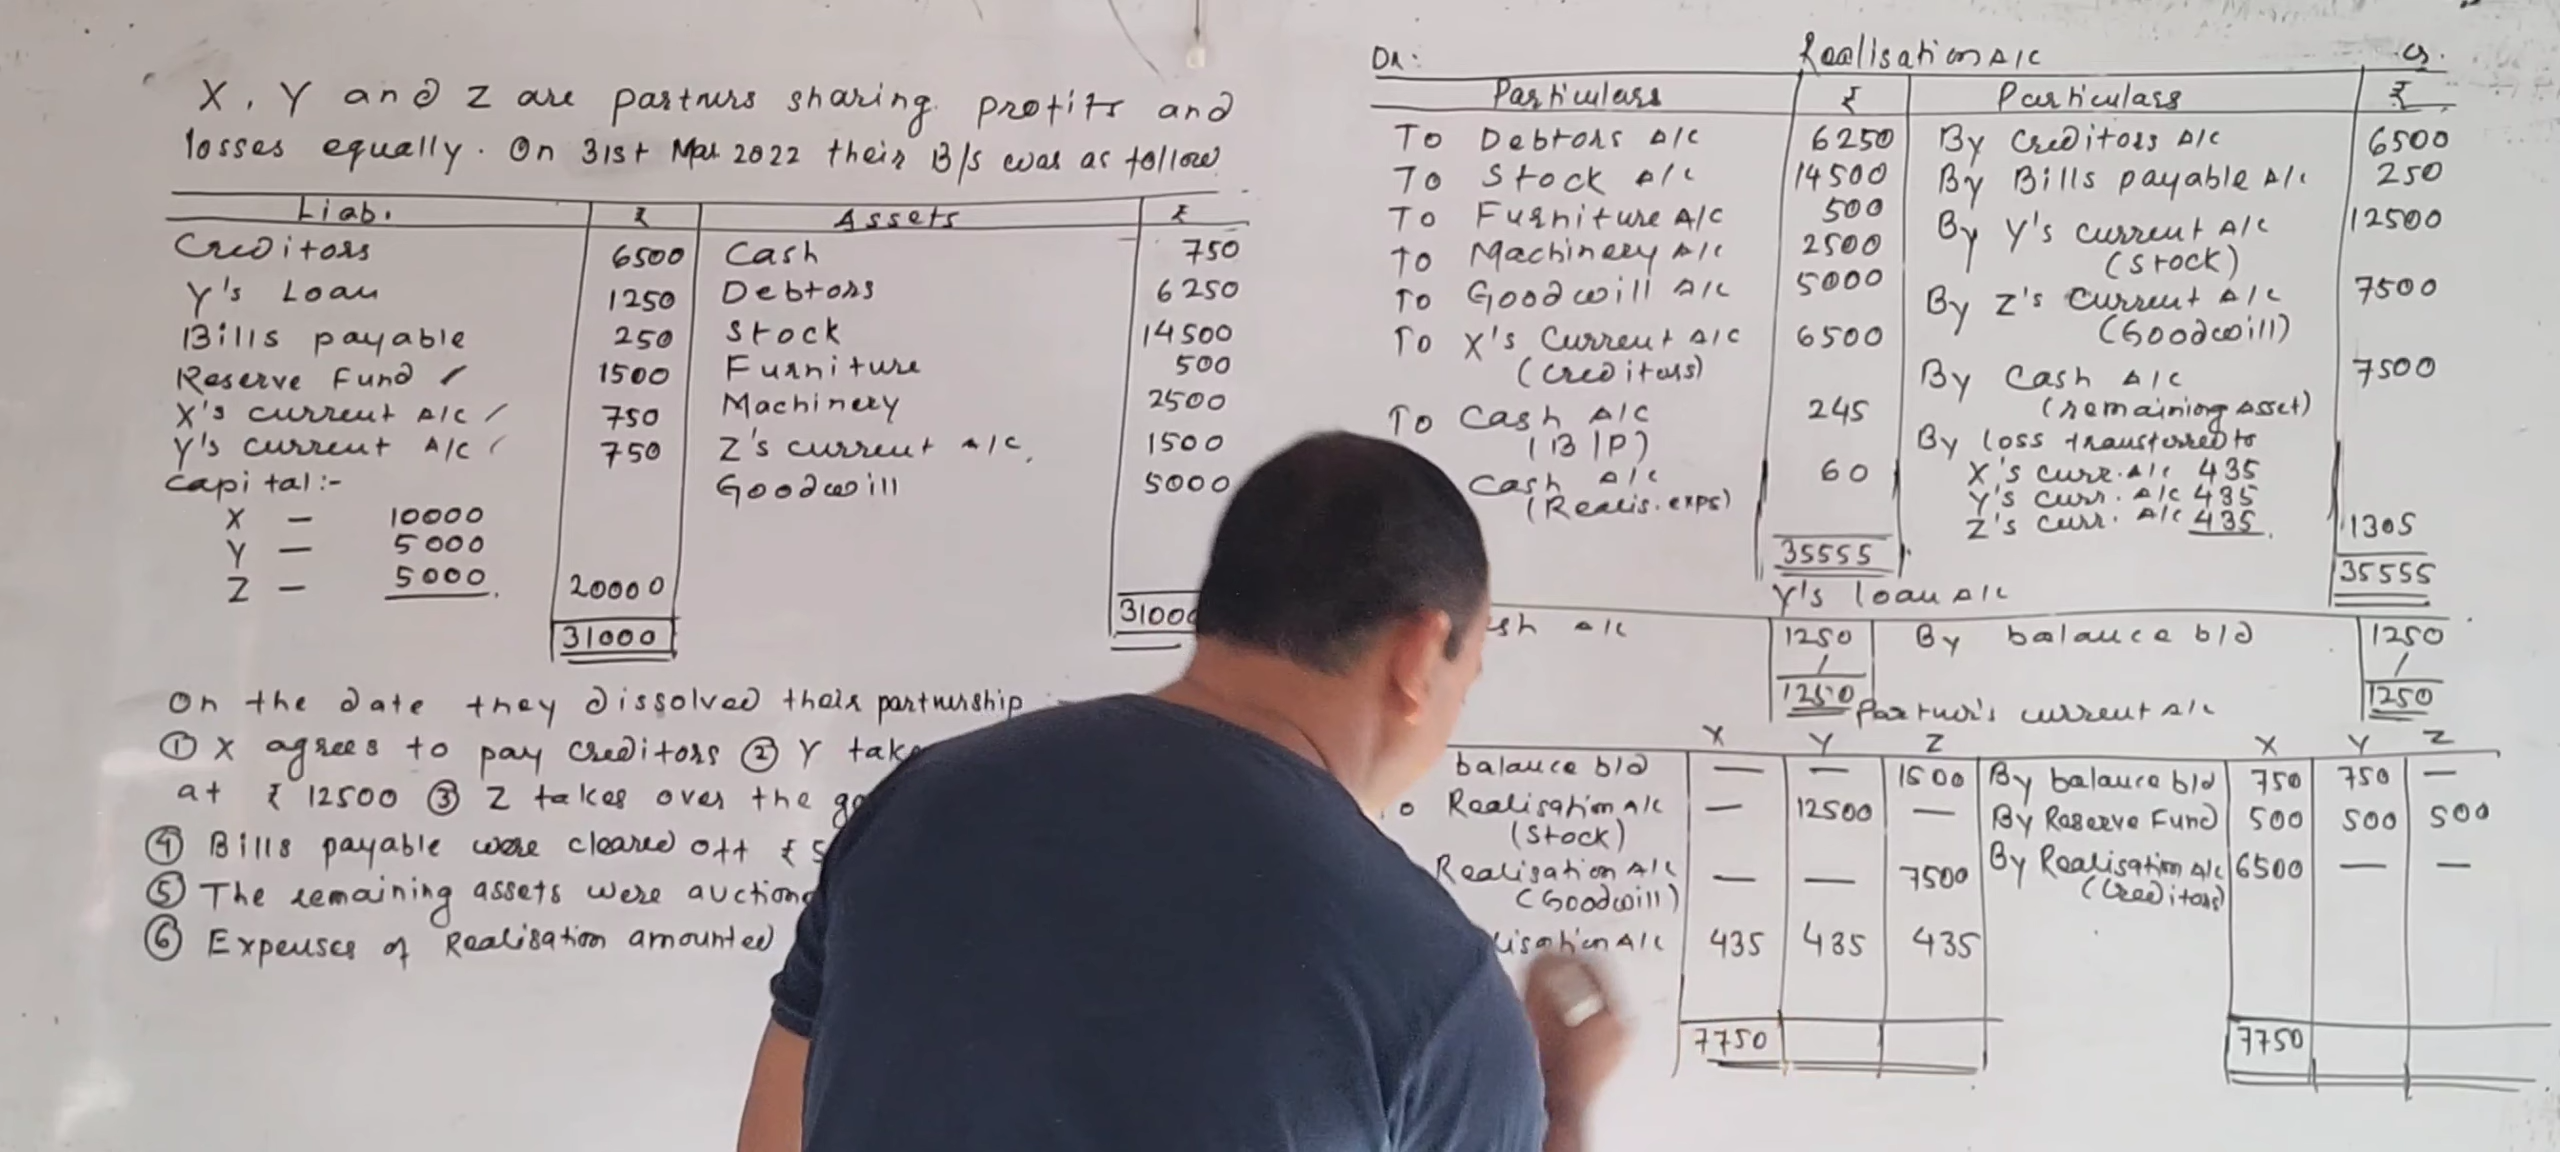 X, Y and Z are partners sharing profits and
losses equally. On 31st Mar 2022 their B/s was as follow
Liab. ₹ Assets ₹
Creditors 6500 Cash 750
Y's Loan 1250 Debtors 6250
Bills payable 250 Stock 14500
Reserve Fund 1500 Furniture 500
X's current A/c 750 Machinery 2500
Y's current A/c 750 Z's current A/c 1500
Capital:- Goodwill 5000
X — 10000
Y — 5000
Z — 5000 20000
31000 3100
On the date they dissolved their partnership
① X agrees to pay creditors ② Y take
at ₹ 12500 ③ Z takes over the
④ Bills payable were cleared off ₹ 5
⑤ The remaining assets were auction
⑥ Expenses of Realisation amounted
Dr. Realisation A/c Cr.
Particulars ₹ Particulars ₹
To Debtors A/c 6250 By Creditors A/c 6500
To Stock A/c 14500 By Bills payable A/c 250
To Furniture A/c 500 By Y's current A/c 12500
To Machinery A/c 2500 (stock)
To Goodwill A/c 5000 By Z's current A/c 7500
To X's Current A/c 6500 (Goodwill)
(creditors) By Cash A/c 7500
To Cash A/c 245 (remaining Asset)
(B/P) By loss transferred to
Cash A/c 60 X's curr. A/c 435
(Realis. exps) Y's curr. A/c 435
Z's curr. A/c 435 1305
35555 35555
Y's loan A/c
sh A/c 1250 By balance b/d 1250
1250 1250
Partner's current A/c
X Y Z X Y Z
balance b/d — — 1500 By balance b/d 750 750 —
o Realisation A/c — 12500 — By Reserve Fund 500 500 500
(Stock)
Realisation A/c — — 7500 By Realisation A/c 6500 — —
(Goodwill) (Creditors)
lisation A/c 435 435 435
7750 7750